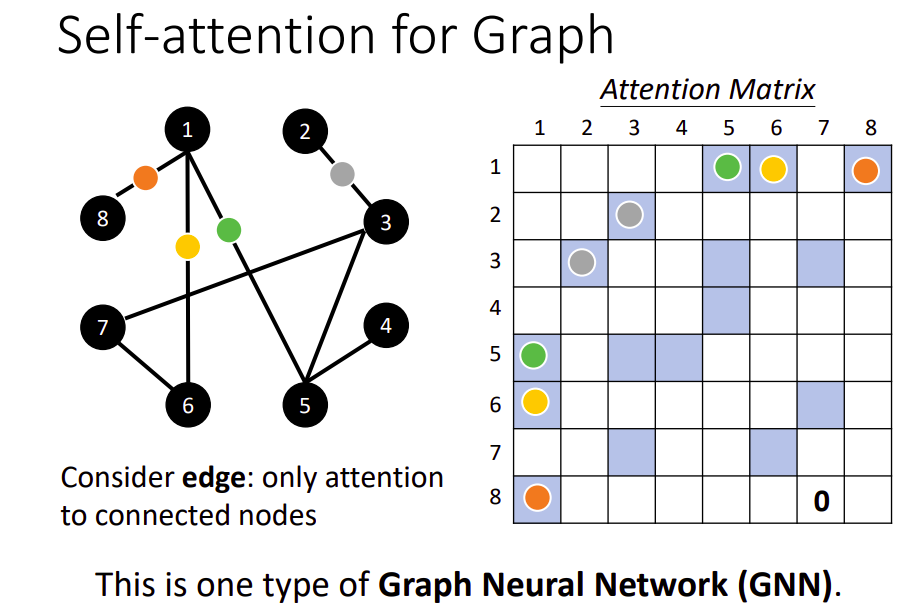 Self-attention for Graph
Attention Matrix
1 2 3 4 5 6 7 8
1
2
3
4
5
6
7
8 0
1
2
8
3
7
4
6
5
Consider edge: only attention
to connected nodes
This is one type of Graph Neural Network (GNN).